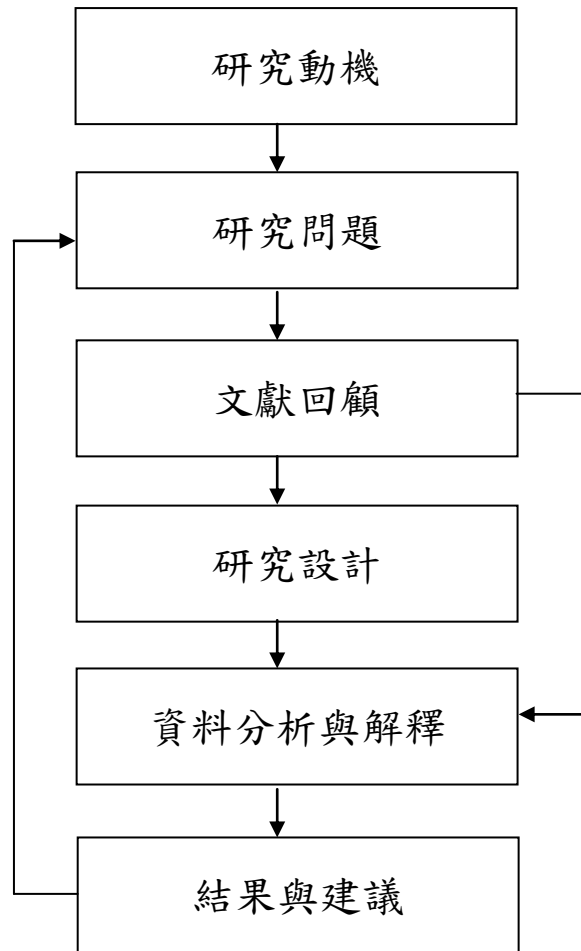 研究動機
研究問題
文獻回顧
研究設計
資料分析與解釋
結果與建議